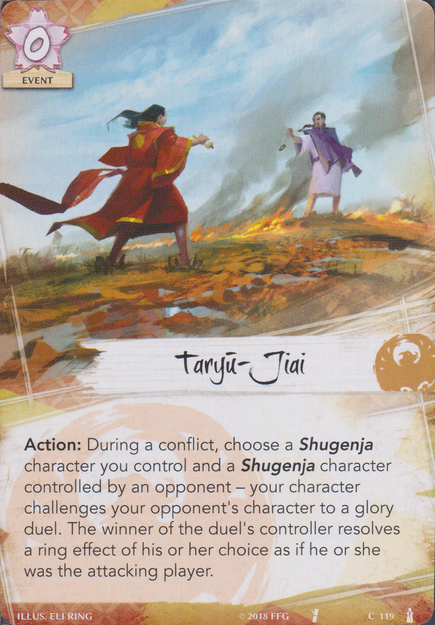 0
EVENT
Taryū-Jiai
Action: During a conflict, choose a Shugenja
character you control and a Shugenja character
controlled by an opponent – your character
challenges your opponent's character to a glory
duel. The winner of the duel's controller resolves
a ring effect of his or her choice as if he or she
was the attacking player.
ILLUS. ELI RING © 2018 FFG C 119